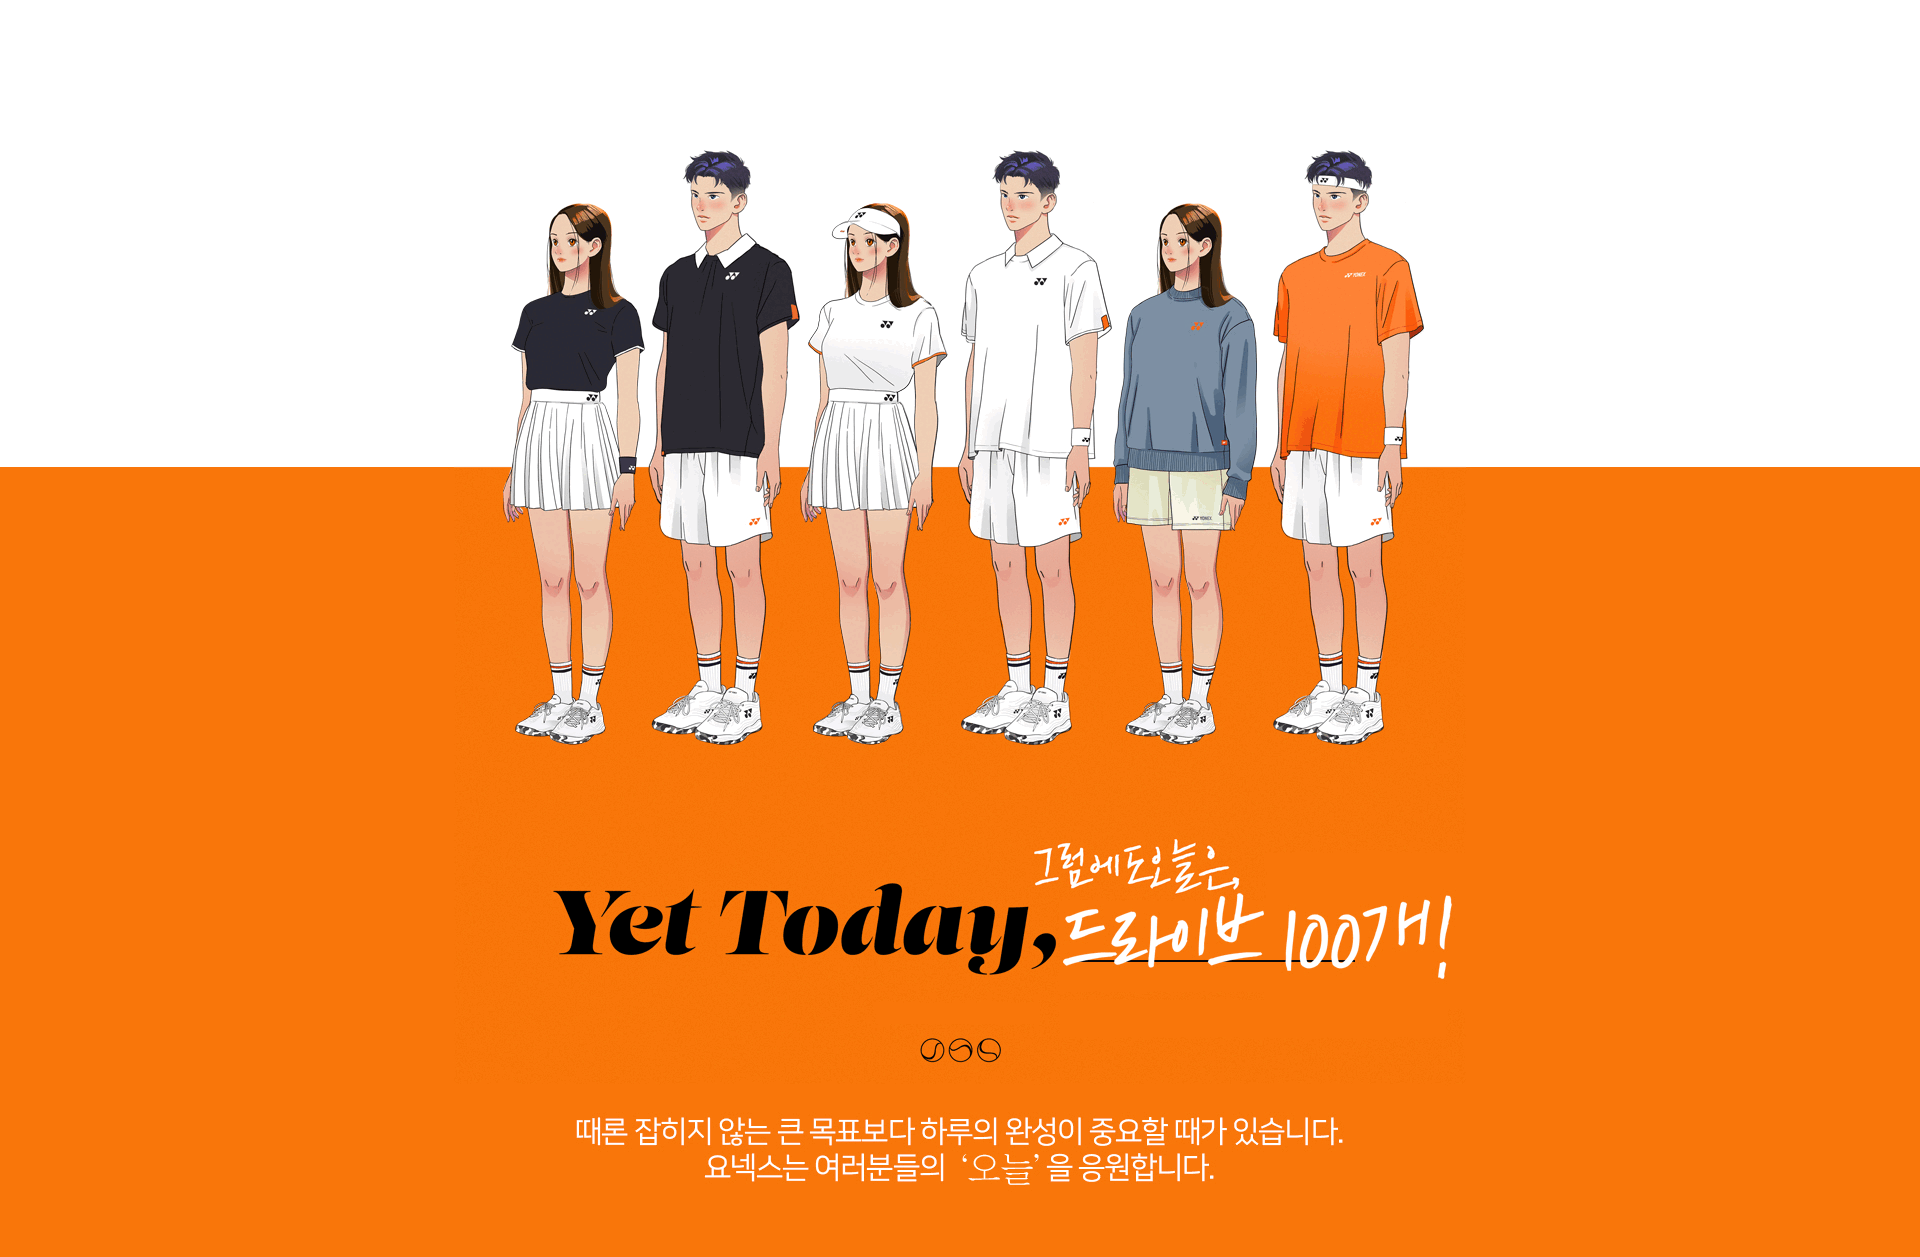 그럼에도 오늘은,
Yet Today, 드라이브 100개!
때론 잡히지 않는 큰 목표보다 하루의 완성이 중요할 때가 있습니다.
요넥스는 여러분들의 ‘오늘’을 응원합니다.
YONEX
YONEX